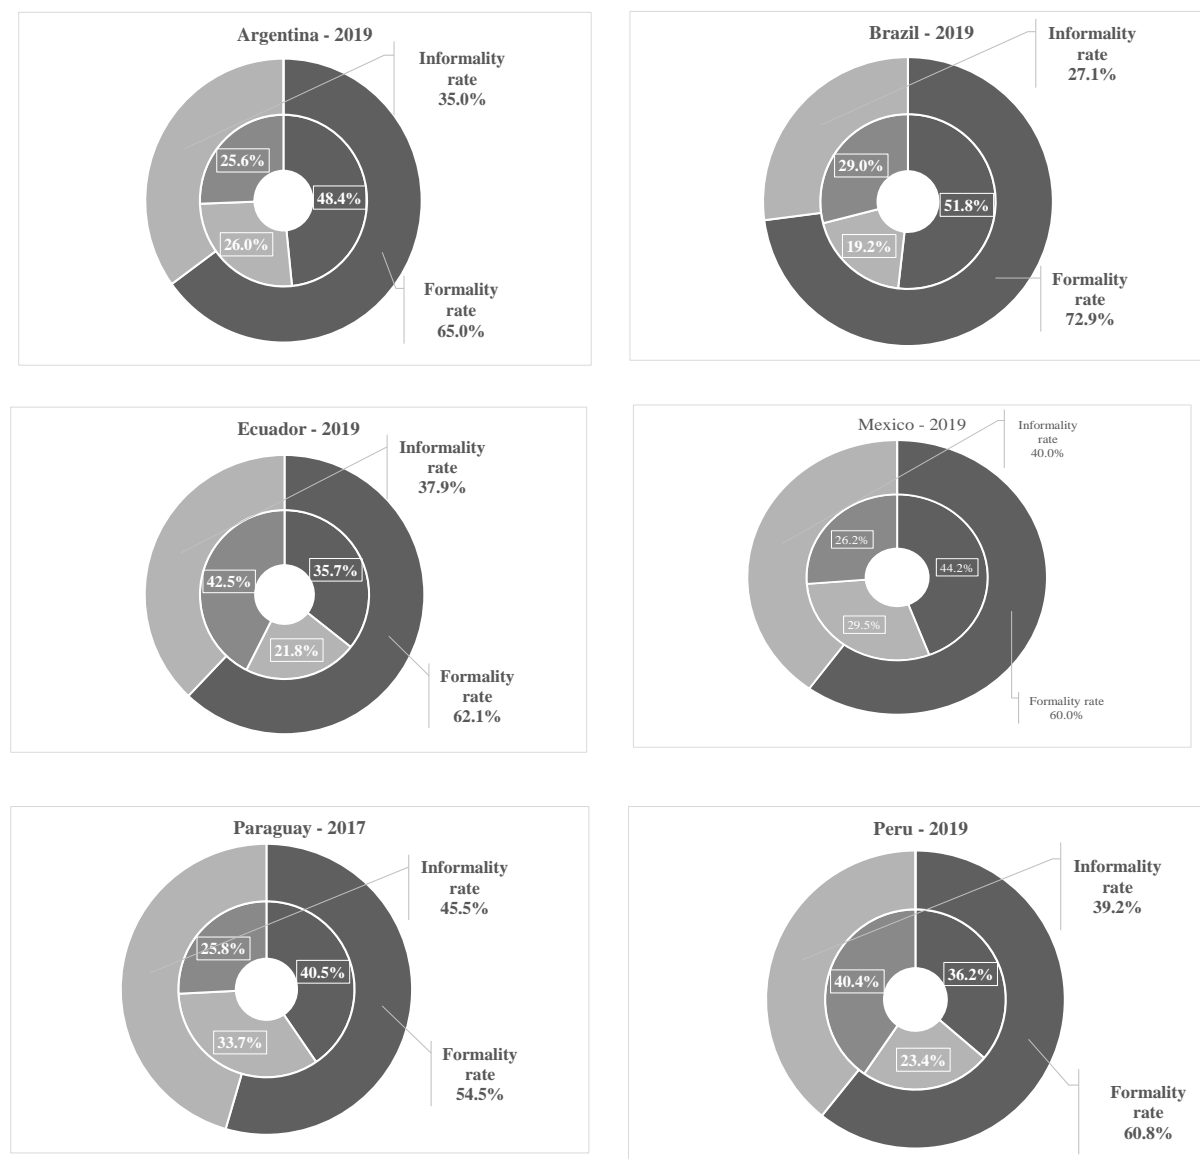 Argentina - 2019
Informality
rate
35.0%
25.6%
48.4%
26.0%
Formality
rate
65.0%
Brazil - 2019
Informality
rate
27.1%
29.0%
51.8%
19.2%
Formality
rate
72.9%
Ecuador - 2019
Informality
rate
37.9%
42.5%
35.7%
21.8%
Formality
rate
62.1%
Mexico - 2019
Informality
rate
40.0%
26.2%
44.2%
29.5%
Formality rate
60.0%
Paraguay - 2017
Informality
rate
45.5%
25.8%
40.5%
33.7%
Formality
rate
54.5%
Peru - 2019
Informality
rate
39.2%
40.4%
36.2%
23.4%
Formality
rate
60.8%